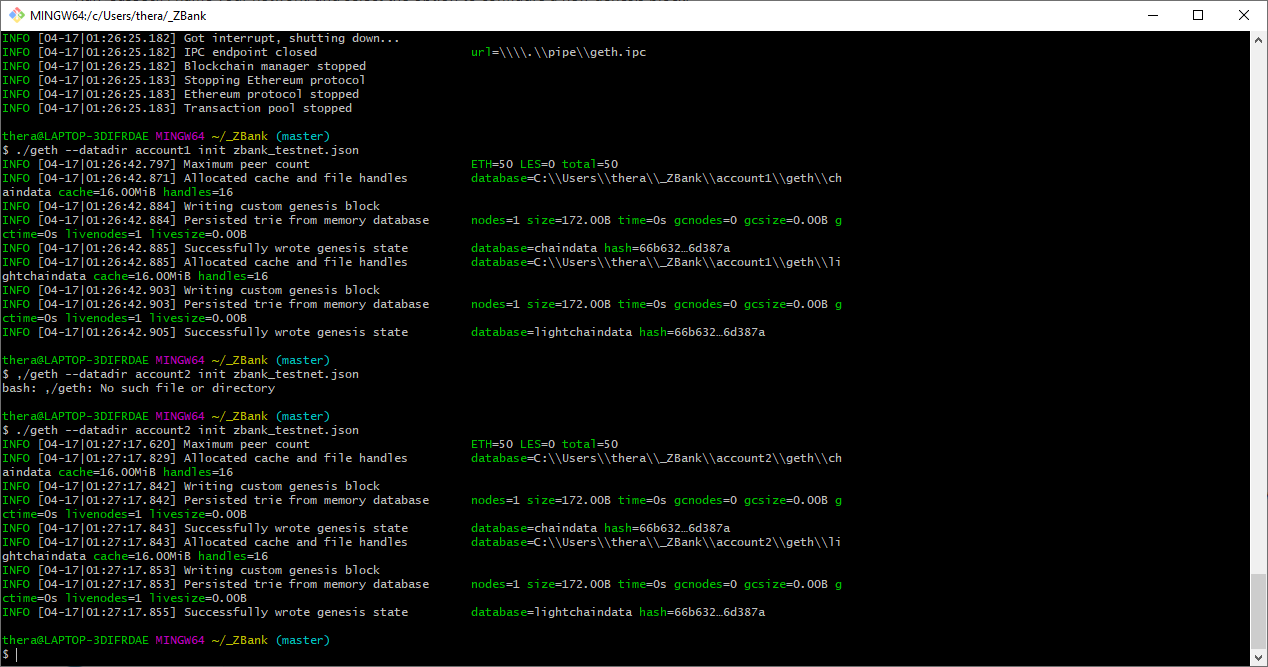 MINGW64:/c/Users/thera/_ZBank
INFO [04-17|01:26:25.182] Got interrupt, shutting down...
INFO [04-17|01:26:25.182] IPC endpoint closed url=\\\\.\\pipe\\geth.ipc
INFO [04-17|01:26:25.182] Blockchain manager stopped
INFO [04-17|01:26:25.183] Stopping Ethereum protocol
INFO [04-17|01:26:25.183] Ethereum protocol stopped
INFO [04-17|01:26:25.183] Transaction pool stopped
thera@LAPTOP-3DIFRDAE MINGW64 ~/_ZBank (master)
$ ./geth --datadir account1 init zbank_testnet.json
INFO [04-17|01:26:42.797] Maximum peer count ETH=50 LES=0 total=50
INFO [04-17|01:26:42.871] Allocated cache and file handles database=C:\\Users\\thera\\_ZBank\\account1\\geth\\ch
aindata cache=16.00MiB handles=16
INFO [04-17|01:26:42.884] Writing custom genesis block
INFO [04-17|01:26:42.884] Persisted trie from memory database nodes=1 size=172.00B time=0s gcnodes=0 gcsize=0.00B g
ctime=0s livenodes=1 livesize=0.00B
INFO [04-17|01:26:42.885] Successfully wrote genesis state database=chaindata hash=66b632…6d387a
INFO [04-17|01:26:42.885] Allocated cache and file handles database=C:\\Users\\thera\\_ZBank\\account1\\geth\\li
ghtchaindata cache=16.00MiB handles=16
INFO [04-17|01:26:42.903] Writing custom genesis block
INFO [04-17|01:26:42.903] Persisted trie from memory database nodes=1 size=172.00B time=0s gcnodes=0 gcsize=0.00B g
ctime=0s livenodes=1 livesize=0.00B
INFO [04-17|01:26:42.905] Successfully wrote genesis state database=lightchaindata hash=66b632…6d387a
thera@LAPTOP-3DIFRDAE MINGW64 ~/_ZBank (master)
$ ,/geth --datadir account2 init zbank_testnet.json
bash: ,/geth: No such file or directory
thera@LAPTOP-3DIFRDAE MINGW64 ~/_ZBank (master)
$ ./geth --datadir account2 init zbank_testnet.json
INFO [04-17|01:27:17.620] Maximum peer count ETH=50 LES=0 total=50
INFO [04-17|01:27:17.829] Allocated cache and file handles database=C:\\Users\\thera\\_ZBank\\account2\\geth\\ch
aindata cache=16.00MiB handles=16
INFO [04-17|01:27:17.842] Writing custom genesis block
INFO [04-17|01:27:17.842] Persisted trie from memory database nodes=1 size=172.00B time=0s gcnodes=0 gcsize=0.00B g
ctime=0s livenodes=1 livesize=0.00B
INFO [04-17|01:27:17.843] Successfully wrote genesis state database=chaindata hash=66b632…6d387a
INFO [04-17|01:27:17.843] Allocated cache and file handles database=C:\\Users\\thera\\_ZBank\\account2\\geth\\li
ghtchaindata cache=16.00MiB handles=16
INFO [04-17|01:27:17.853] Writing custom genesis block
INFO [04-17|01:27:17.853] Persisted trie from memory database nodes=1 size=172.00B time=0s gcnodes=0 gcsize=0.00B g
ctime=0s livenodes=1 livesize=0.00B
INFO [04-17|01:27:17.855] Successfully wrote genesis state database=lightchaindata hash=66b632…6d387a
thera@LAPTOP-3DIFRDAE MINGW64 ~/_ZBank (master)
$